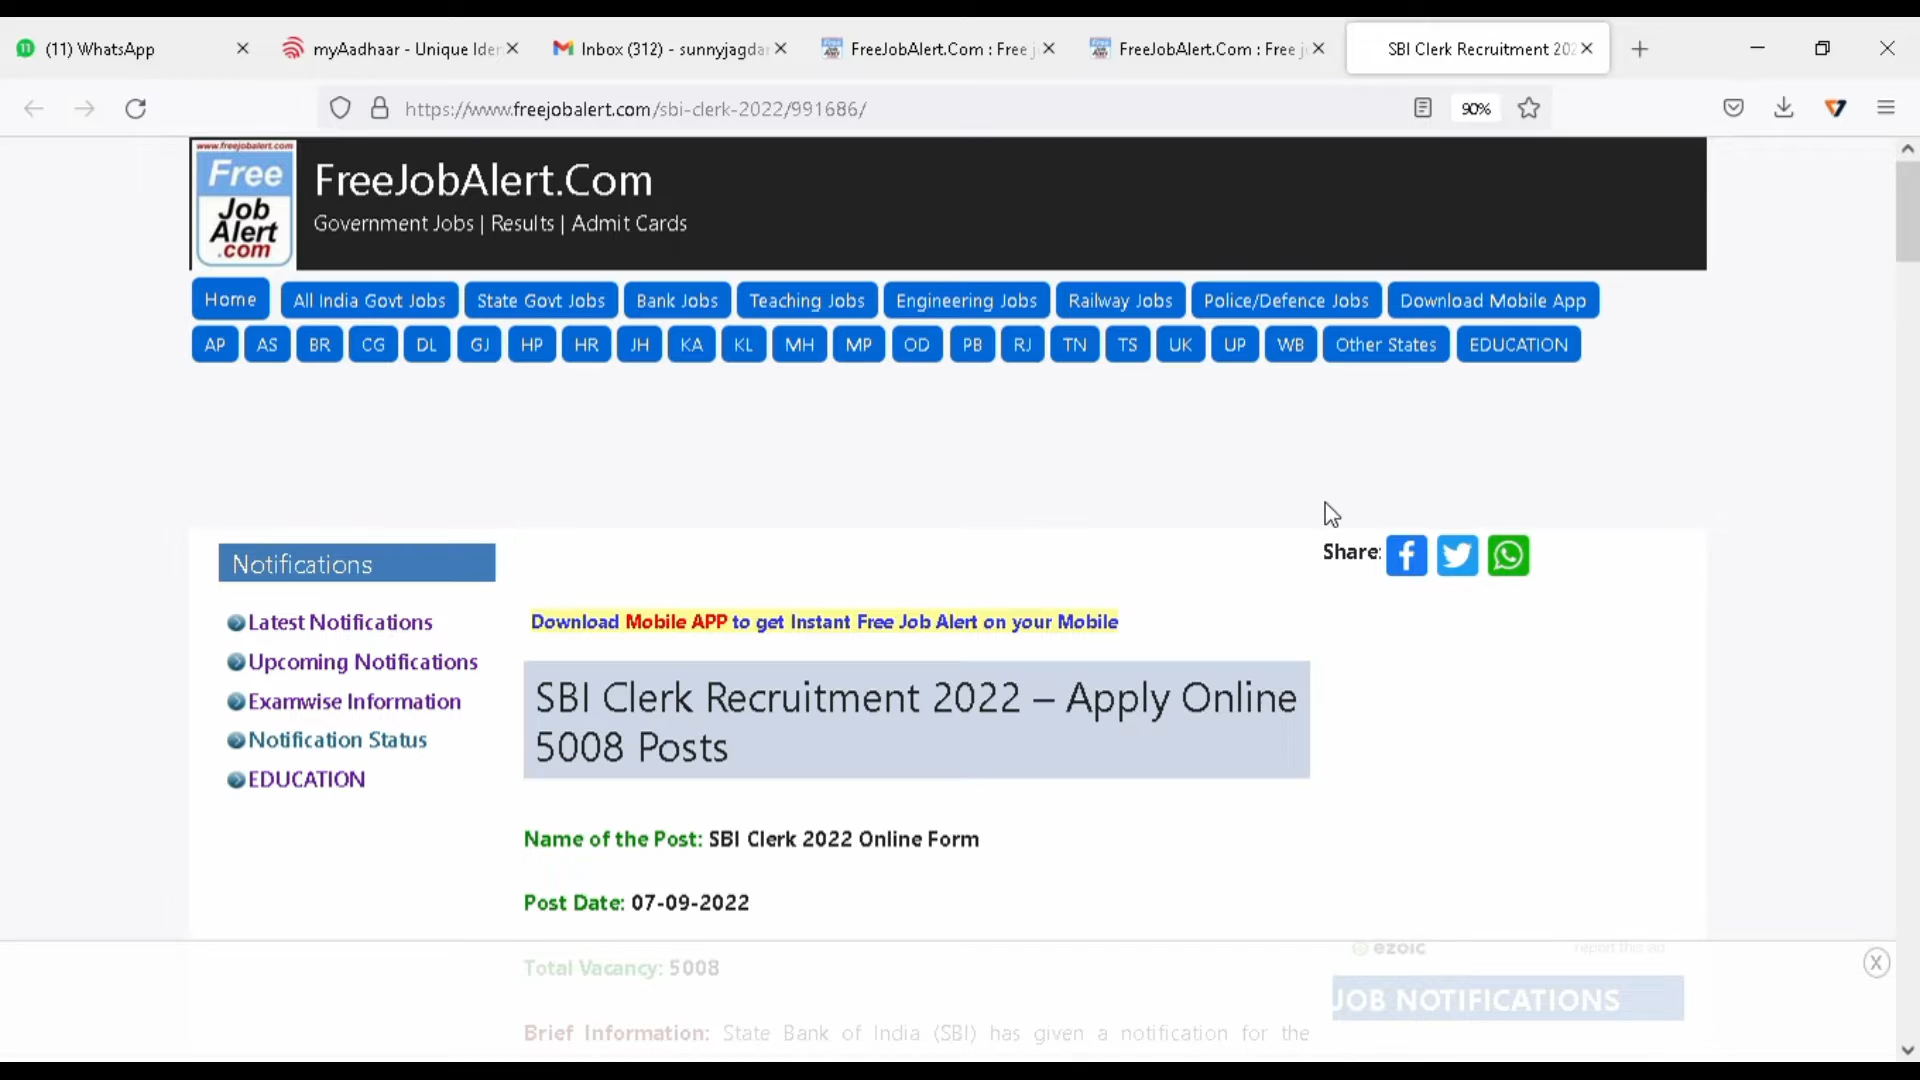 (11) WhatsApp
myAadhaar - Unique Iden
Inbox (312) - sunnyjagda
FreeJobAlert.Com : Free j
FreeJobAlert.Com : Free j
SBI Clerk Recruitment 202
https://www.freejobalert.com/sbi-clerk-2022/991686/
90%
www.freejobalert.com
Free
Job
Alert
.com
FreeJobAlert.Com
Government Jobs | Results | Admit Cards
Home All India Govt Jobs State Govt Jobs Bank Jobs Teaching Jobs Engineering Jobs Railway Jobs Police/Defence Jobs Download Mobile App
AP AS BR CG DL GJ HP HR JH KA KL MH MP OD PB RJ TN TS UK UP WB Other States EDUCATION
Share:
Notifications
Latest Notifications
Upcoming Notifications
Examwise Information
Notification Status
EDUCATION
Download Mobile APP to get Instant Free Job Alert on your Mobile
SBI Clerk Recruitment 2022 – Apply Online
5008 Posts
Name of the Post: SBI Clerk 2022 Online Form
Post Date: 07-09-2022
Total Vacancy: 5008
Brief Information: State Bank of India (SBI) has given a notification for the
ezoic
report this ad
JOB NOTIFICATIONS